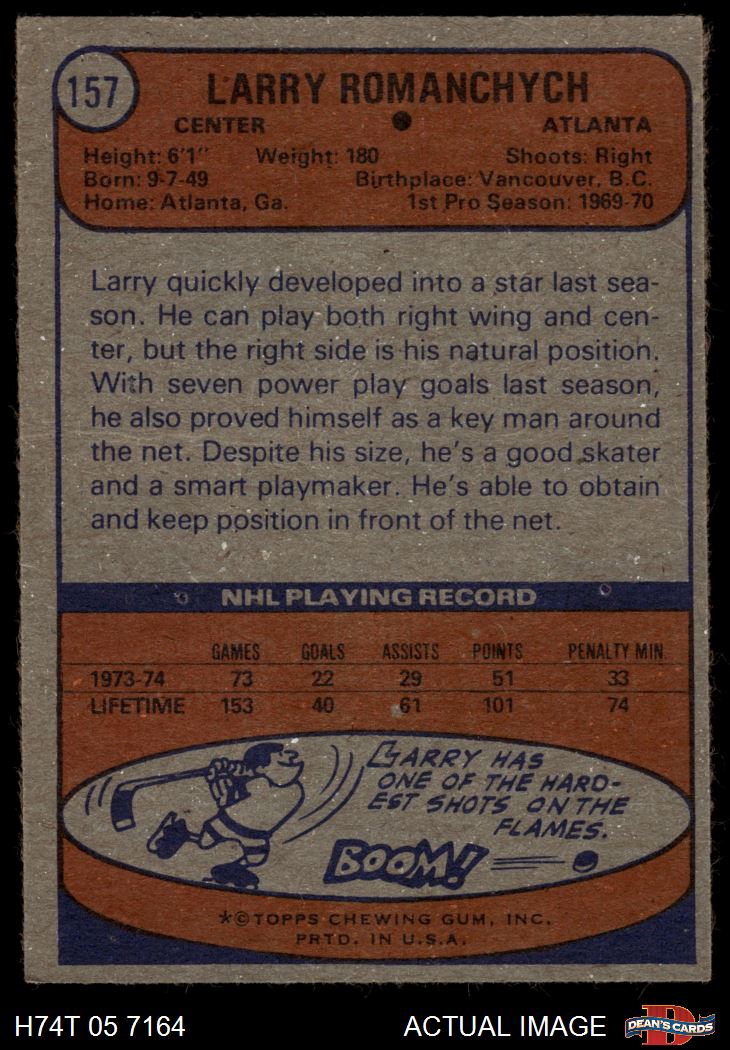 157
LARRY ROMANCHYCH
CENTER ATLANTA
Height: 6'1" Weight: 180 Shoots: Right
Born: 9-7-49 Birthplace: Vancouver, B.C.
Home: Atlanta, Ga. 1st Pro Season: 1969-70
Larry quickly developed into a star last sea-
son. He can play both right wing and cen-
ter, but the right side is his natural position.
With seven power play goals last season,
he also proved himself as a key man around
the net. Despite his size, he's a good skater
and a smart playmaker. He's able to obtain
and keep position in front of the net.
NHL PLAYING RECORD
GAMES GOALS ASSISTS POINTS PENALTY MIN.
1973-74 73 22 29 51 33
LIFETIME 153 40 61 101 74
LARRY HAS
ONE OF THE HARD-
EST SHOTS ON THE
FLAMES.
BOOM!
*©TOPPS CHEWING GUM, INC.
PRTD. IN U.S.A.
H74T 05 7164 ACTUAL IMAGE D DEAN'S CARDS